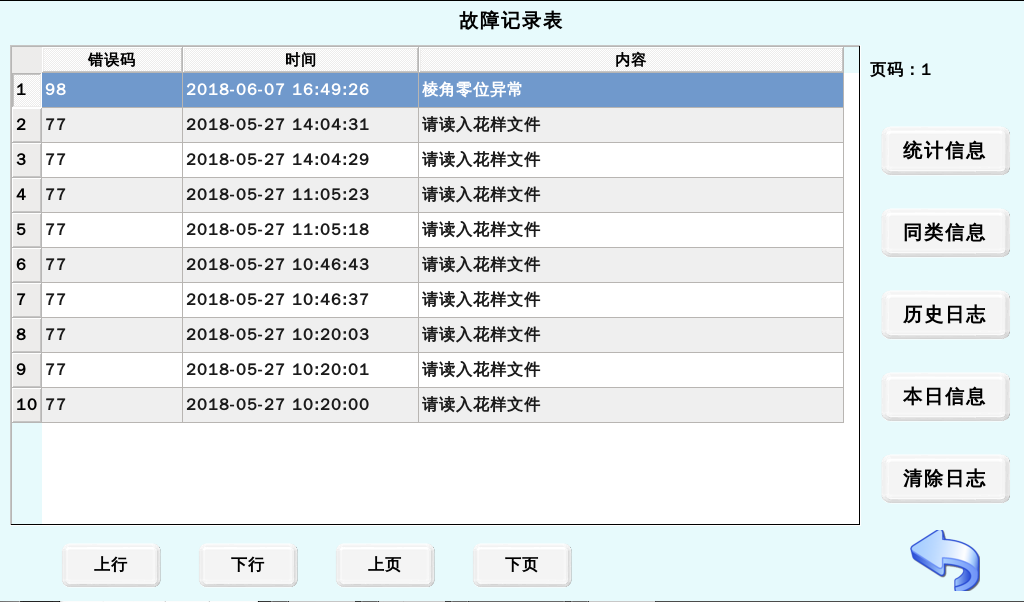 故障记录表
错误码 时间 内容
页码：1
1 98 2018-06-07 16:49:26 棱角零位异常
2 77 2018-05-27 14:04:31 请读入花样文件
3 77 2018-05-27 14:04:29 请读入花样文件
4 77 2018-05-27 11:05:23 请读入花样文件
5 77 2018-05-27 11:05:18 请读入花样文件
6 77 2018-05-27 10:46:43 请读入花样文件
7 77 2018-05-27 10:46:37 请读入花样文件
8 77 2018-05-27 10:20:03 请读入花样文件
9 77 2018-05-27 10:20:01 请读入花样文件
10 77 2018-05-27 10:20:00 请读入花样文件
统计信息
同类信息
历史日志
本日信息
清除日志
上行 下行 上页 下页